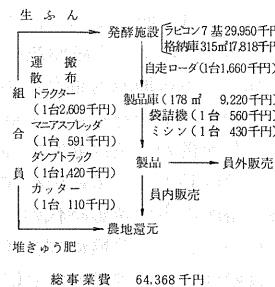 生ふん
発酵施設
ラピコン7基29,950千円
格納庫315㎡17,818千円
自走ローダ(1台1,660千円)
運搬
散布
トラクター
(1台2,609千円)
マニアスプレッダ
(1台 591千円)
ダンプトラック
(1台1,420千円)
カッター
(1台 110千円)
組合員
製品庫(178㎡ 9,220千円)
袋詰機(1台 560千円)
ミシン(1台 430千円)
製品
員外販売
員内販売
農地還元
堆きゅう肥
総事業費 64.368千円